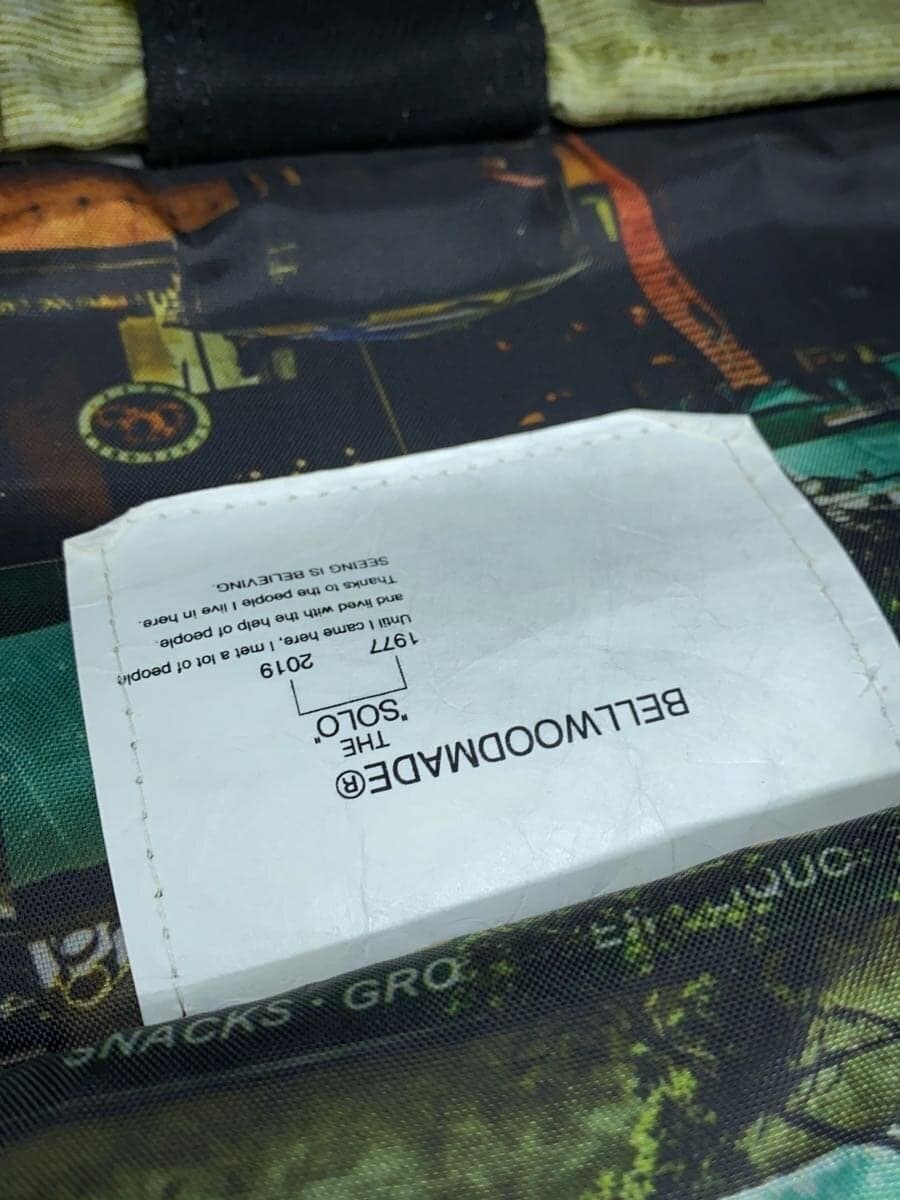 BELLWOODMADE®
THE
"SOLO"
1977 2019
Until I came here, I met a lot of people
and lived with the help of people.
Thanks to the people I live in here.
SEEING IS BELIEVING.
SNACKS · GRO